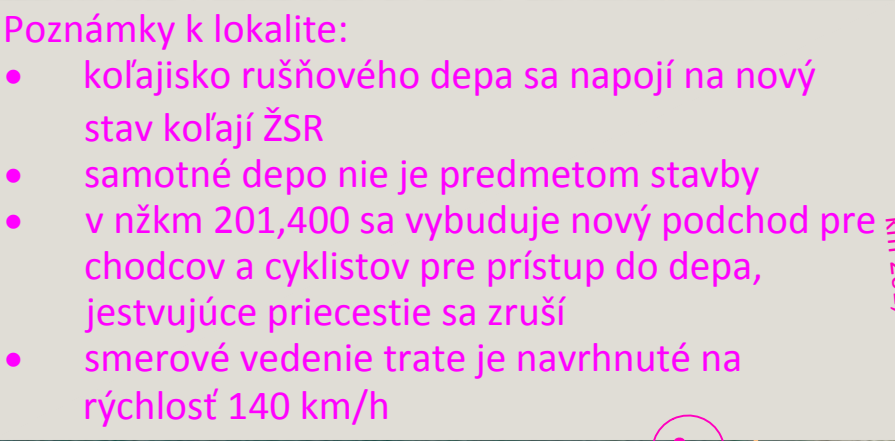 Poznámky k lokalite:
• koľajisko rušňového depa sa napojí na nový
stav koľají ŽSR
• samotné depo nie je predmetom stavby
• v nžkm 201,400 sa vybuduje nový podchod pre
chodcov a cyklistov pre prístup do depa,
jestvujúce priecestie sa zruší
• smerové vedenie trate je navrhnuté na
rýchlosť 140 km/h